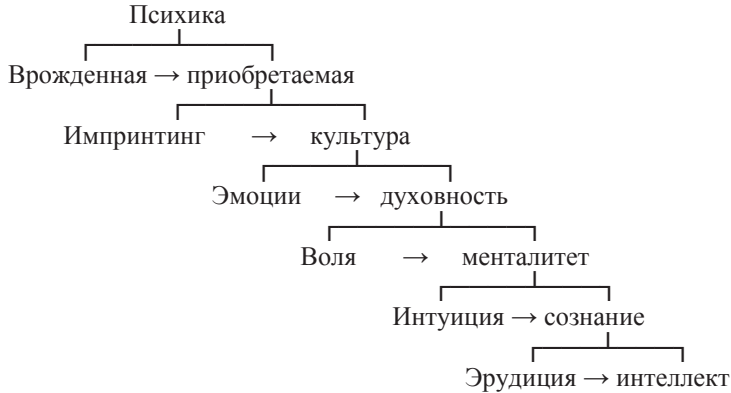 Психика
Врожденная → приобретаемая
Импринтинг → культура
Эмоции → духовность
Воля → менталитет
Интуиция → сознание
Эрудиция → интеллект